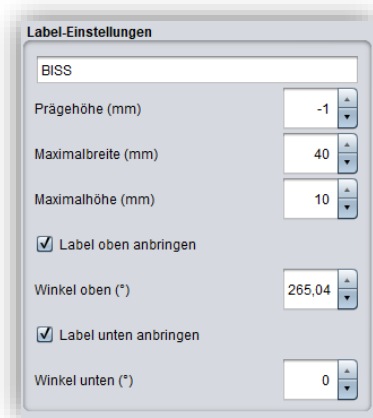 Label-Einstellungen
BISS
Prägehöhe (mm) -1
Maximalbreite (mm) 40
Maximalhöhe (mm) 10
Label oben anbringen
Winkel oben (°) 265,04
Label unten anbringen
Winkel unten (°) 0